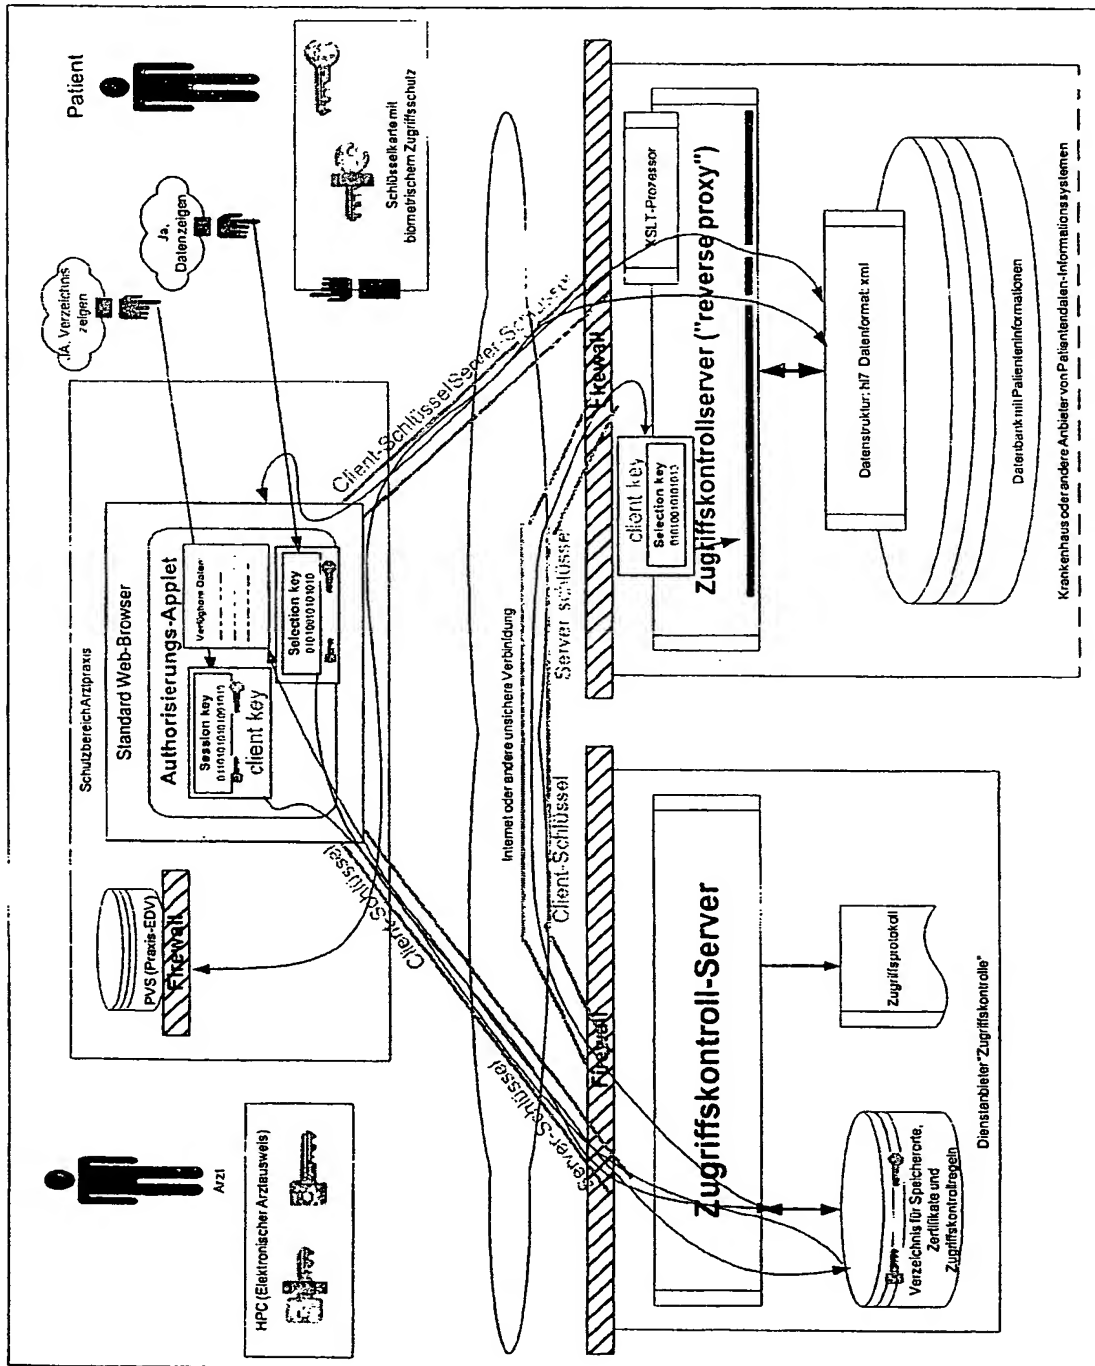 Arzt
HPC (Elektronischer Arztausweis)
Schutzbereich Arztpraxis
PVS (Praxis-EDV)
Firewall
Standard Web-Browser
Authorisierungs-Applet
Session key
client key
Verfügbare Daten
Selection key
0101001010101010
JA, Verzeichnis
zeigen
Ja,
Datenzeigen
Patient
Schlüsselkarte mit
biometrischem Zugriffsschutz
Client-Schlüssel
Server-Schlüssel
Client-Schlüssel
Server-Schlüssel
Internet oder andere unsichere Verbinidung
Client-Schlüssel
Server schlüssel
Firewall
Zugriffskontroll-Server
Verzeichnis für Speicherorte,
Zertifikate und
Zugriffskontrollregeln
Zugriffsprotokoll
Dienstenbieter "Zugriffskontrolle"
Firewall
client key
Selection key
XSLT-Prozessor
Zugriffskontrollserver ("reverse proxy")
Datenstruktur: hl7 Datenformat: xml
Datenbank mit Patienteninformationen
Krankenhaus oder andere Anbieter von Patientendaten-Informationssystemen